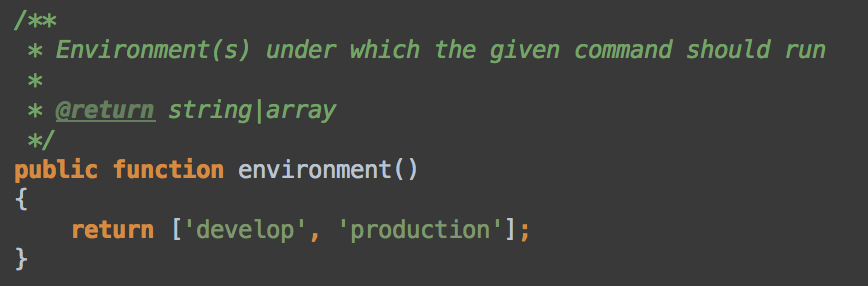 /**
 * Environment(s) under which the given command should run
 *
 * @return string|array
 */
public function environment()
{
    return ['develop', 'production'];
}